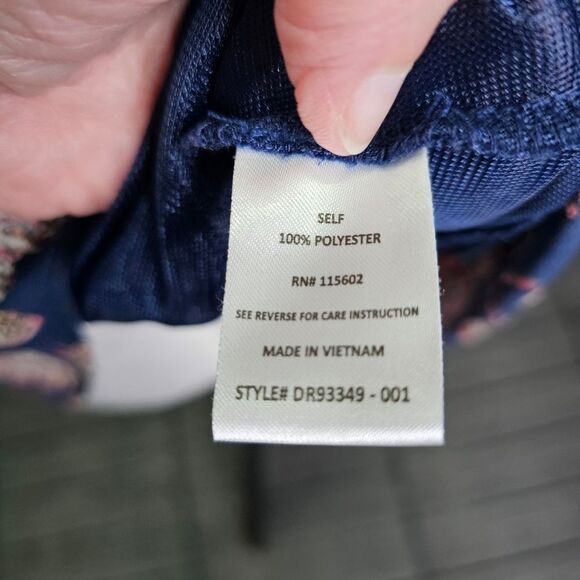 SELF
100% POLYESTER
RN# 115602
SEE REVERSE FOR CARE INSTRUCTION
MADE IN VIETNAM
STYLE# DR93349 - 001